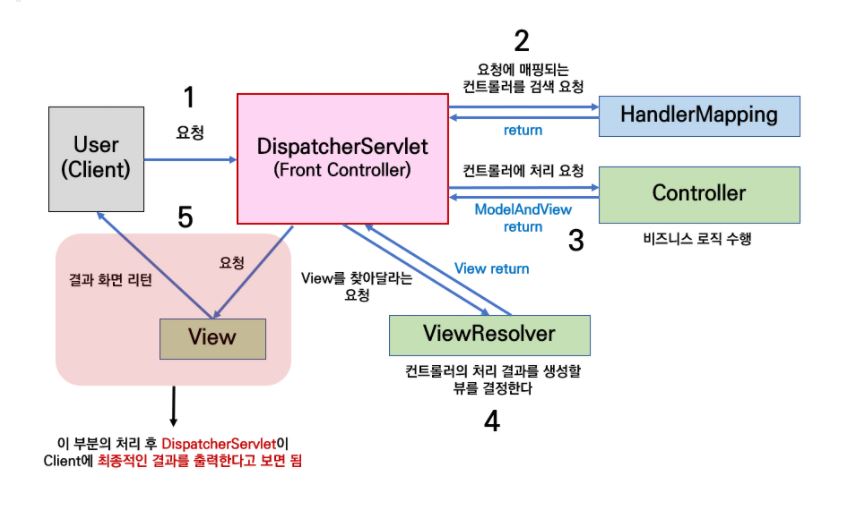 1
요청
User
(Client)
DispatcherServlet
(Front Controller)
2
요청에 매핑되는
컨트롤러를 검색 요청
return
HandlerMapping
컨트롤러에 처리 요청
ModelAndView
return
3
Controller
비즈니스 로직 수행
View를 찾아달라는
요청
View return
ViewResolver
컨트롤러의 처리 결과를 생성할
뷰를 결정한다
4
5
요청
결과 화면 리턴
View
이 부분의 처리 후 DispatcherServlet이
Client에 최종적인 결과를 출력한다고 보면 됨